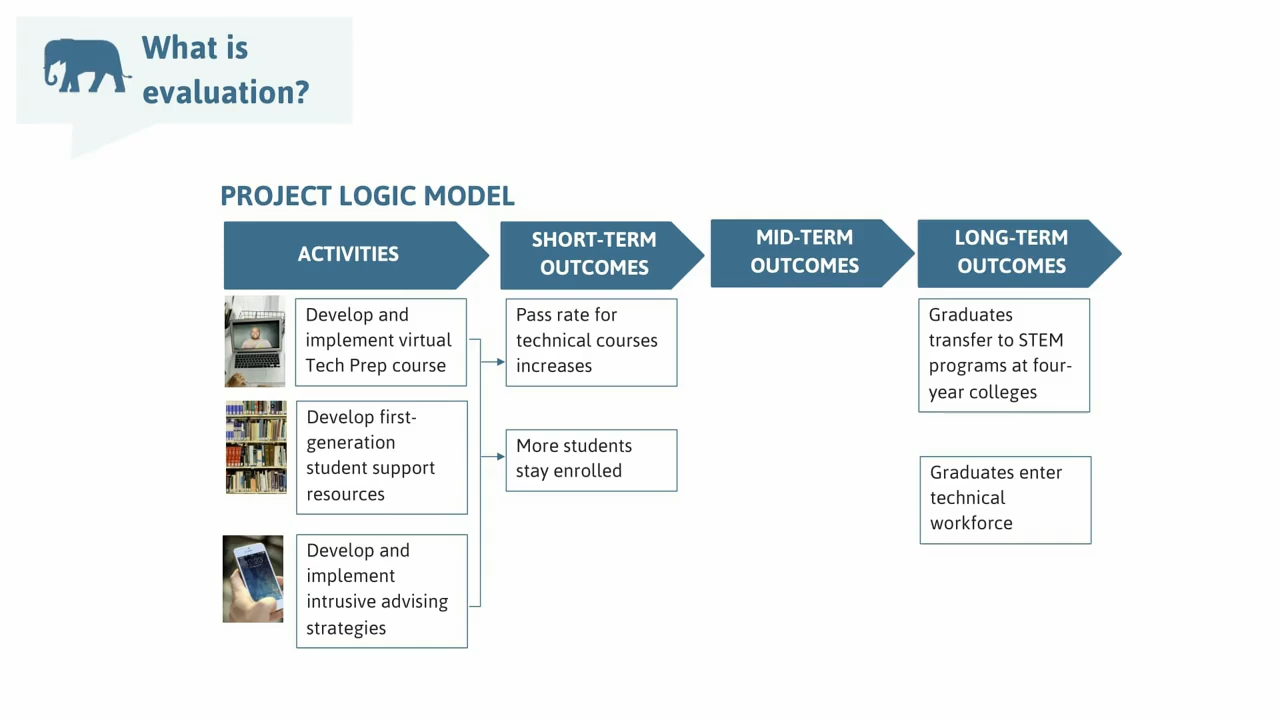 What is
evaluation?
PROJECT LOGIC MODEL
ACTIVITIES
SHORT-TERM
OUTCOMES
MID-TERM
OUTCOMES
LONG-TERM
OUTCOMES
Develop and
implement virtual
Tech Prep course
Develop first-
generation
student support
resources
Develop and
implement
intrusive advising
strategies
Pass rate for
technical courses
increases
More students
stay enrolled
Graduates
transfer to STEM
programs at four-
year colleges
Graduates enter
technical
workforce